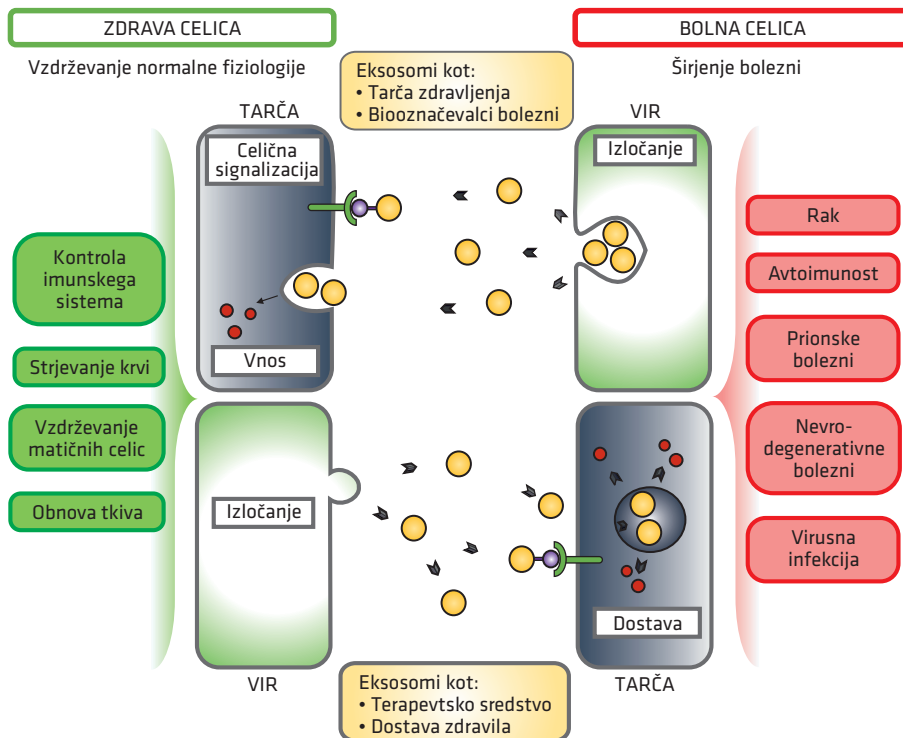 ZDRAVA CELICA
Vzdrževanje normalne fiziologije
Eksosomi kot:
• Tarča zdravljenja
• Biooznačevalci bolezni
BOLNA CELICA
Širjenje bolezni
TARČA
VIR
Celična
signalizacija
Izločanje
Kontrola
imunskega
sistema
Strjevanje krvi
Vzdrževanje
matičnih celic
Obnova tkiva
Vnos
Rak
Avtoimunost
Prionske
bolezni
Nevro-
degenerativne
bolezni
Virusna
infekcija
Izločanje
Dostava
VIR
TARČA
Eksosomi kot:
• Terapevtsko sredstvo
• Dostava zdravila